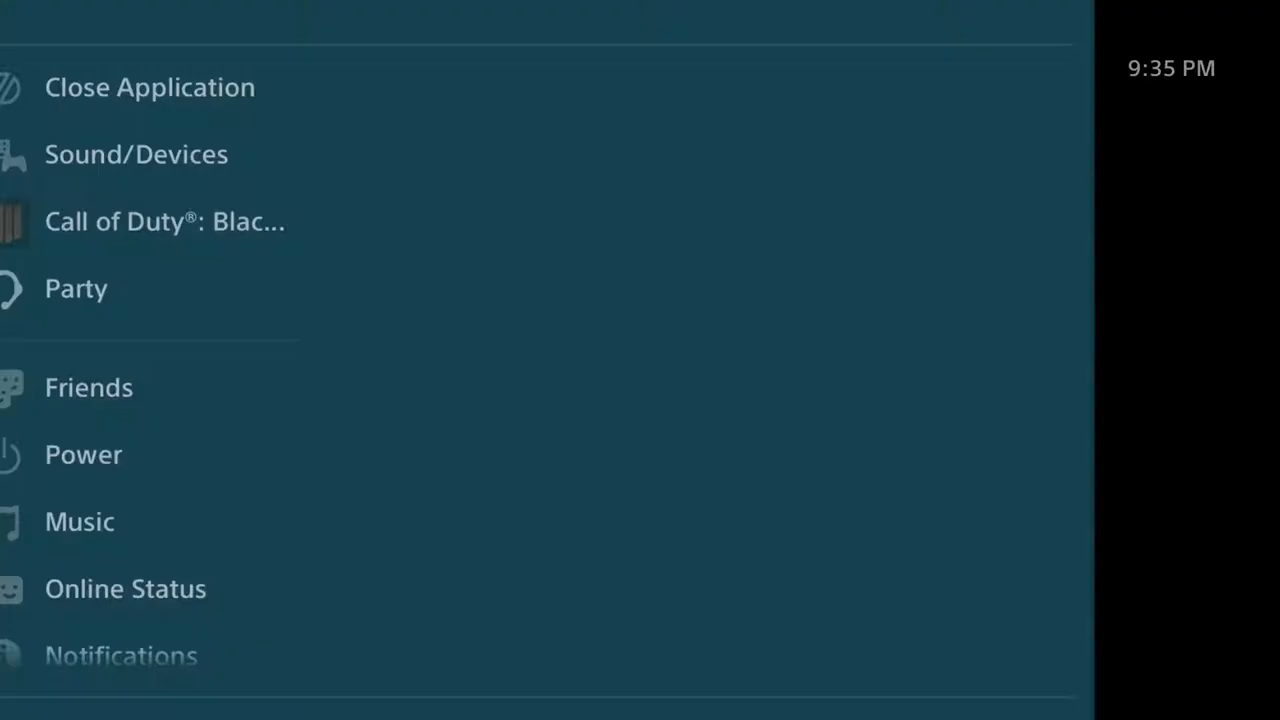 9:35 PM
Close Application
Sound/Devices
Call of Duty®: Blac...
Party
Friends
Power
Music
Online Status
Notifications